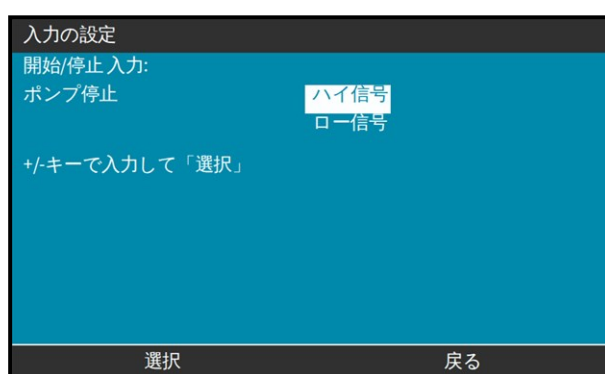 入力の設定
開始/停止 入力:
ポンプ停止 ハイ信号
ロー信号
+/-キーで入力して「選択」
選択 戻る